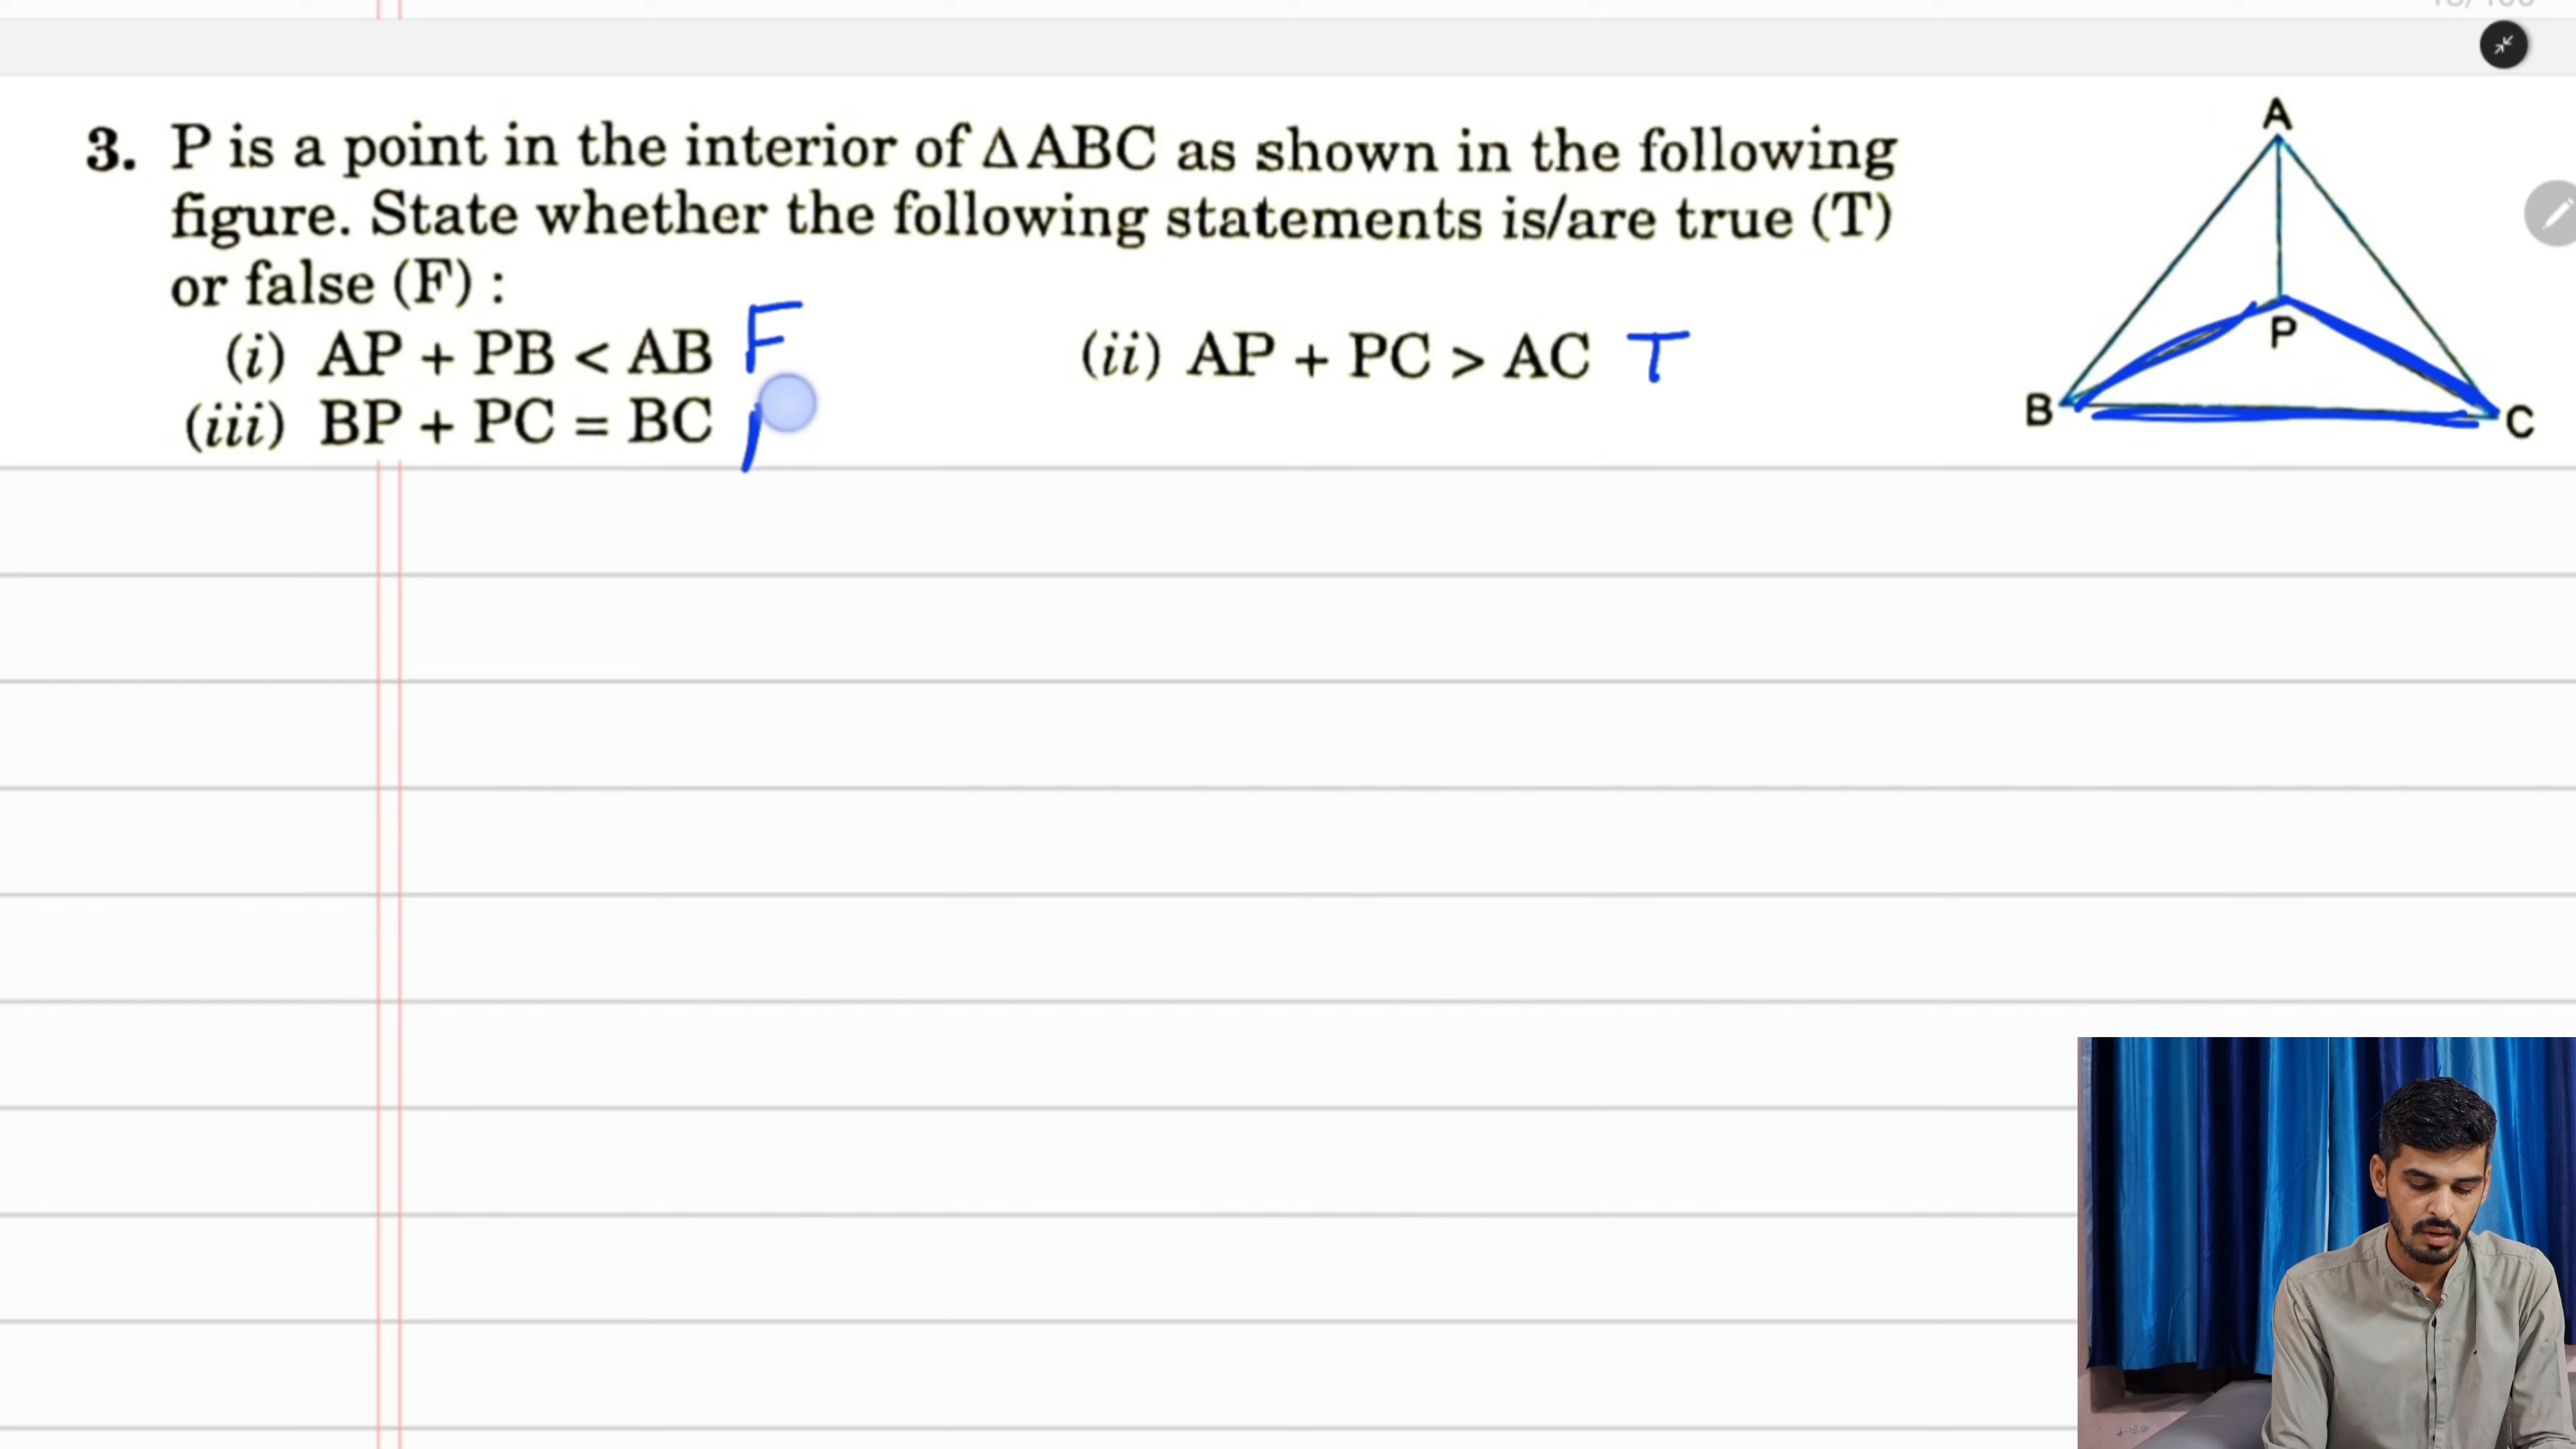 3. P is a point in the interior of ΔABC as shown in the following
figure. State whether the following statements is/are true (T)
or false (F) :
(i) AP + PB < AB F
(ii) AP + PC > AC T
(iii) BP + PC = BC
A
P
B
C